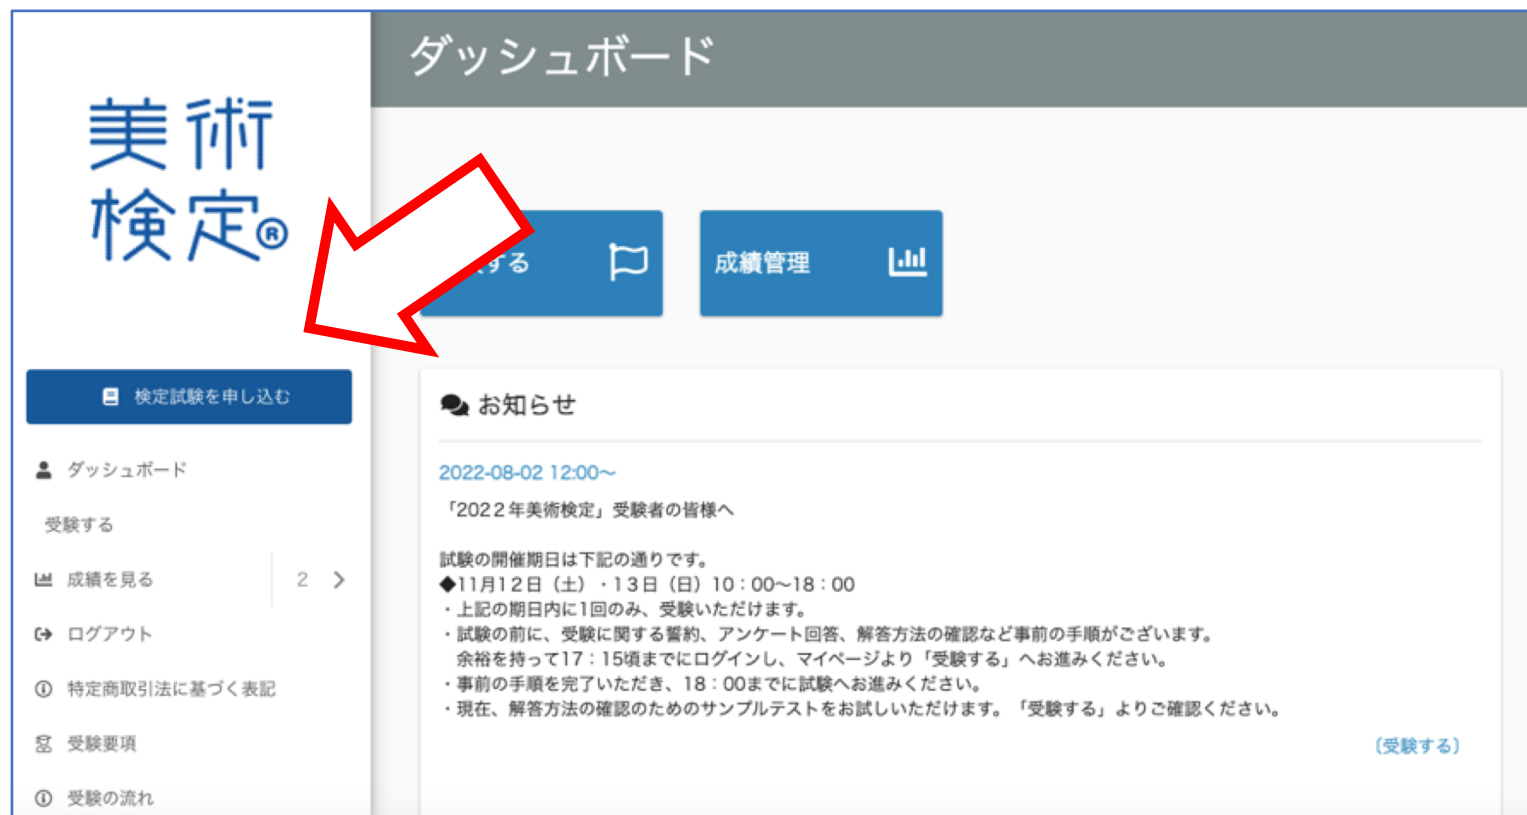 美術
検定®
検定試験を申し込む
ダッシュボード
受験する
成績を見る 2
ログアウト
特定商取引法に基づく表記
受験要項
受験の流れ
ダッシュボード
する
成績管理
お知らせ
2022-08-02 12:00～
「2022年美術検定」受験者の皆様へ
試験の開催期日は下記の通りです。
◆11月12日（土）・13日（日）10：00～18：00
・上記の期日内に1回のみ、受験いただけます。
・試験の前に、受験に関する誓約、アンケート回答、解答方法の確認など事前の手順がございます。
余裕を持って17：15頃までにログインし、マイページより「受験する」へお進みください。
・事前の手順を完了いただき、18：00までに試験へお進みください。
・現在、解答方法の確認のためのサンプルテストをお試しいただけます。「受験する」よりご確認ください。
〔受験する〕